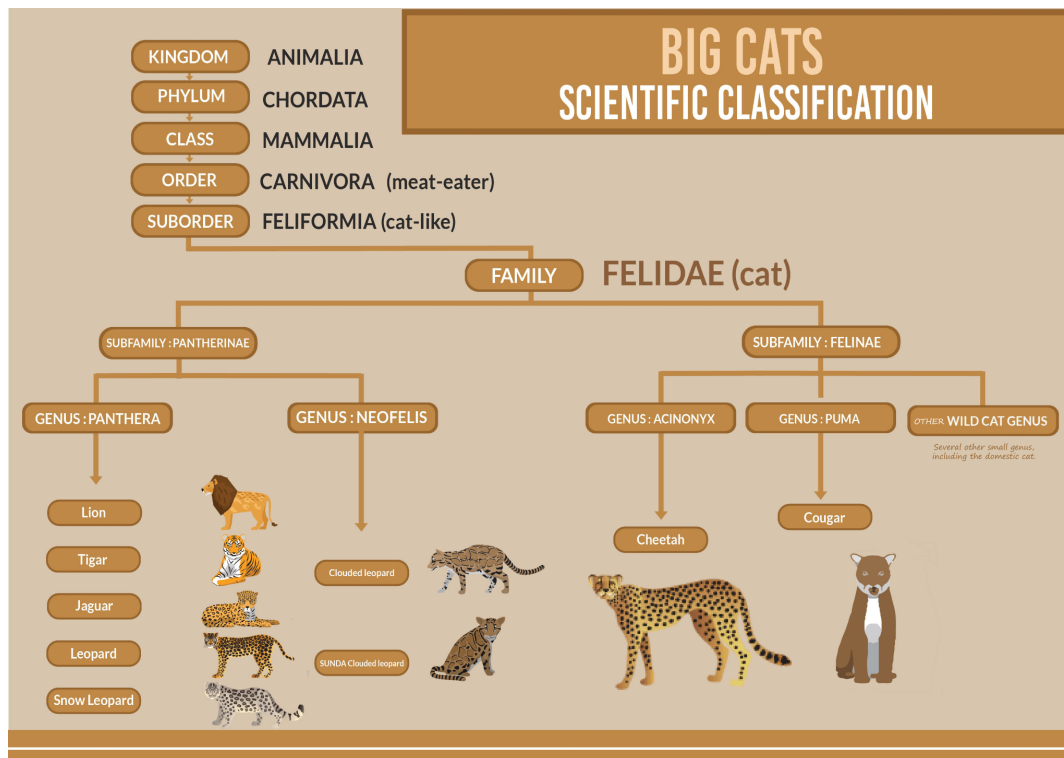 BIG CATS
SCIENTIFIC CLASSIFICATION
KINGDOM ANIMALIA
PHYLUM CHORDATA
CLASS MAMMALIA
ORDER CARNIVORA (meat-eater)
SUBORDER FELIFORMIA (cat-like)
FAMILY FELIDAE (cat)
SUBFAMILY : PANTHERINAE
SUBFAMILY : FELINAE
GENUS : PANTHERA
GENUS : NEOFELIS
GENUS : ACINONYX
GENUS : PUMA
OTHER WILD CAT GENUS
Several other small genus,
including the domestic cat.
Lion
Tigar
Jaguar
Leopard
Snow Leopard
Clouded leopard
SUNDA Clouded leopard
Cheetah
Cougar